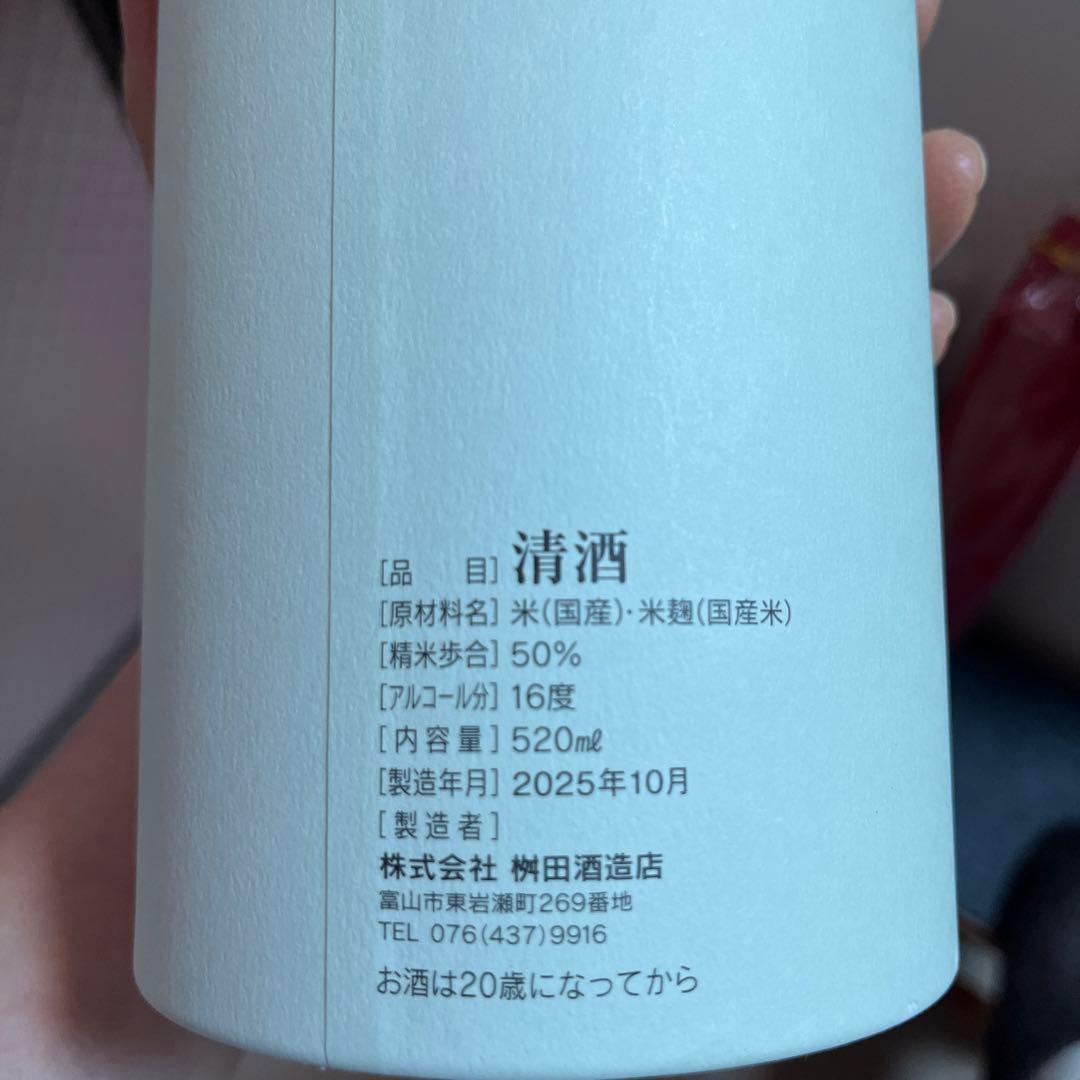 [品 目] 清酒
[原材料名] 米(国産)・米麹(国産米)
[精米歩合] 50%
[アルコール分] 16度
[内容量] 520㎖
[製造年月] 2025年10月
[製造者]
株式会社 桝田酒造店
富山市東岩瀬町269番地
TEL 076(437)9916
お酒は20歳になってから